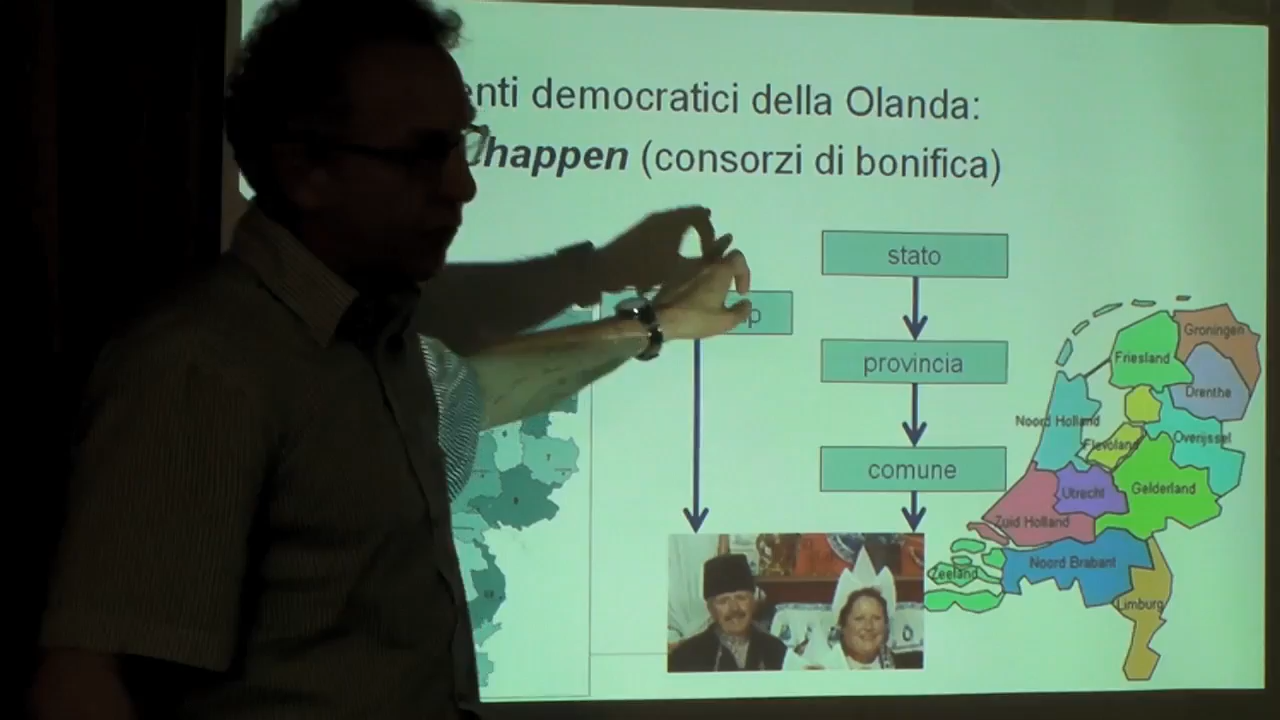 enti democratici della Olanda:
chappen (consorzi di bonifica)
stato
p
provincia
comune
Groningen
Friesland
Drenthe
Noord Holland
Flevoland
Overijssel
Utrecht
Gelderland
Zuid Holland
Noord Brabant
Zeeland
Limburg